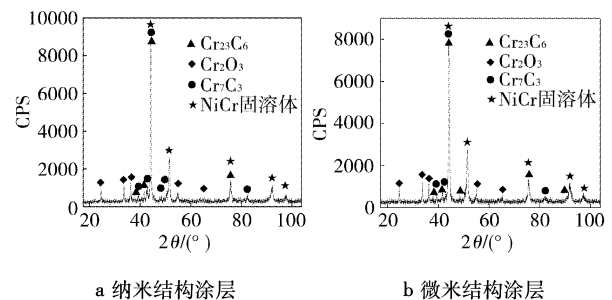 10000
8000
6000
4000
2000
0
CPS
▲ Cr₂₃C₆
◆ Cr₂O₃
● Cr₇C₃
★ NiCr固溶体
20 40 60 80 100
2θ/(°)
a 纳米结构涂层
8000
6000
4000
2000
0
CPS
▲ Cr₂₃C₆
◆ Cr₂O₃
● Cr₇C₃
★ NiCr固溶体
20 40 60 80 100
2θ/(°)
b 微米结构涂层